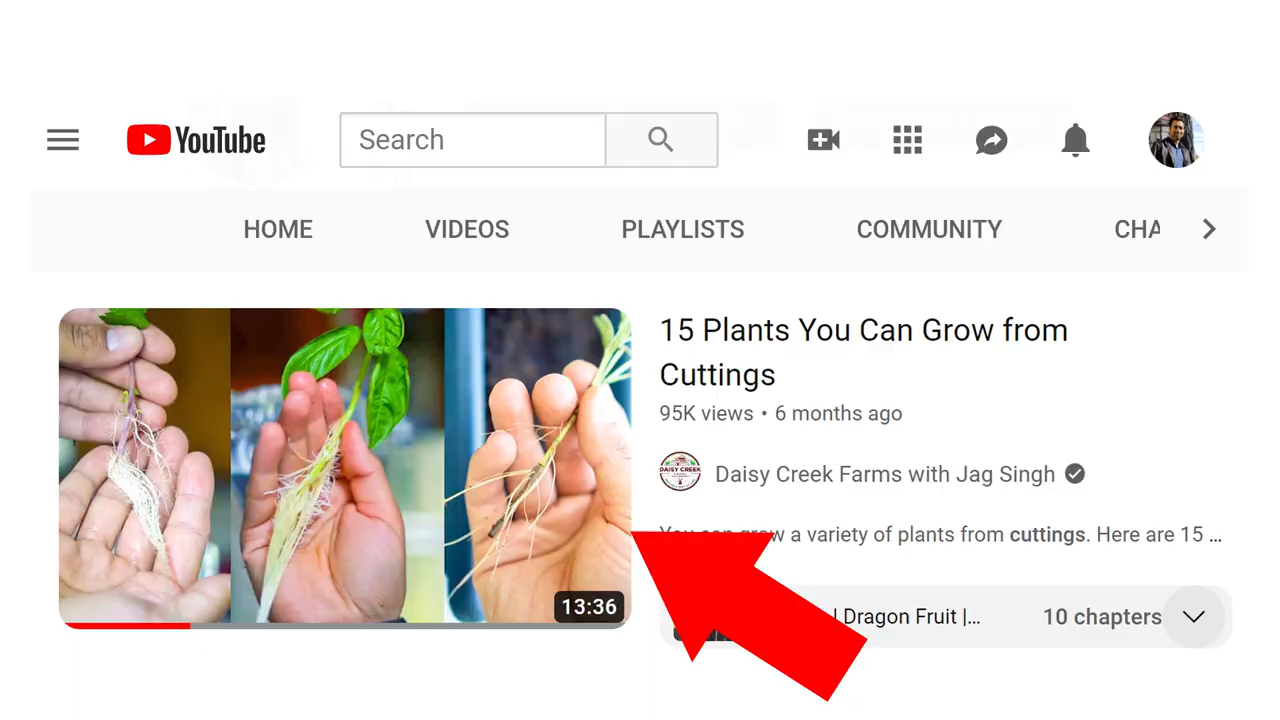 YouTube
Search
HOME VIDEOS PLAYLISTS COMMUNITY CHA
15 Plants You Can Grow from
Cuttings
95K views • 6 months ago
DAISY CREEK
Daisy Creek Farms with Jag Singh
You can grow a variety of plants from cuttings. Here are 15 ...
13:36
| Dragon Fruit |...
10 chapters